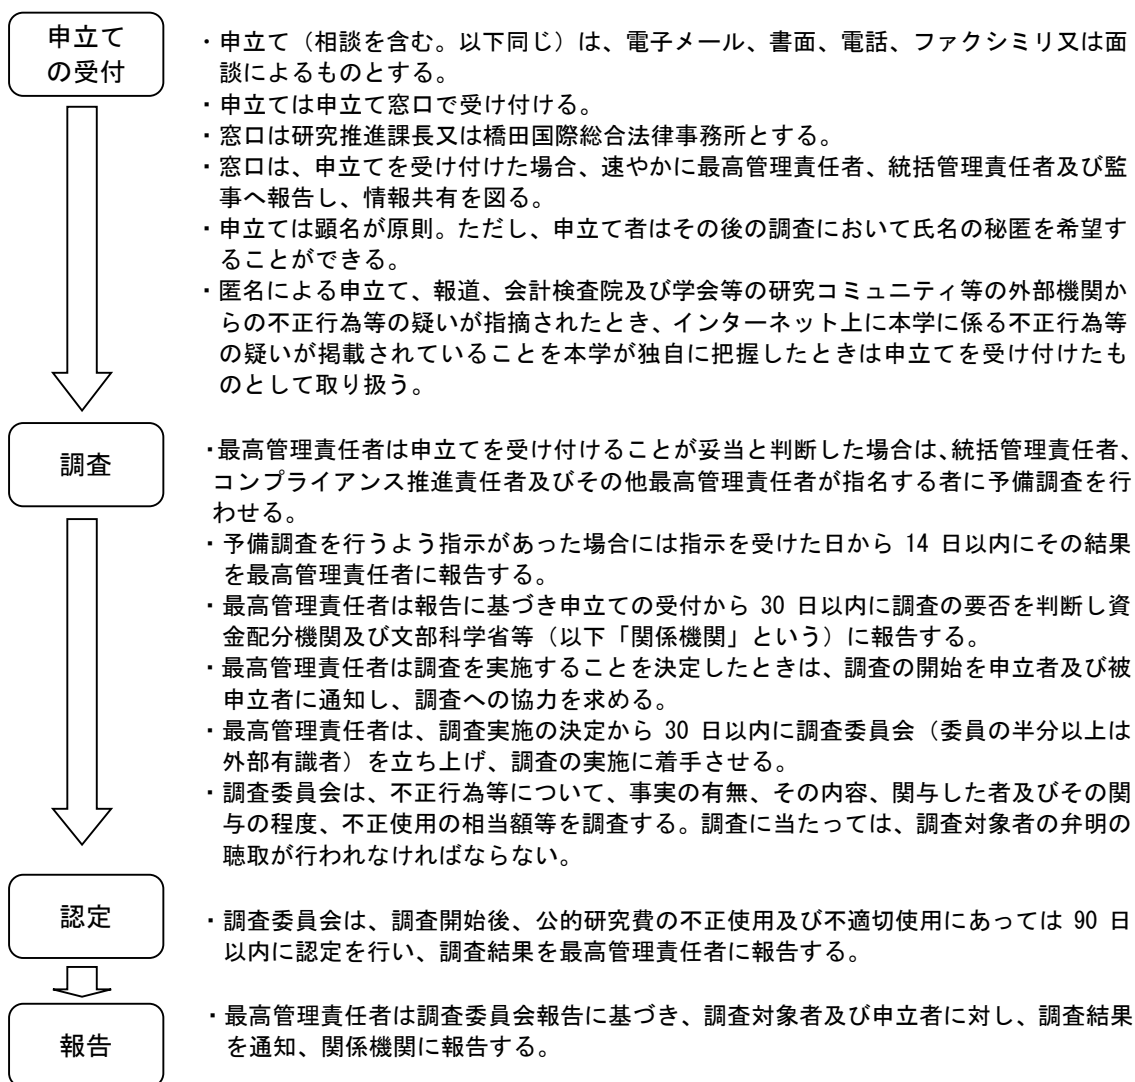 申立て
の受付
・申立て（相談を含む。以下同じ）は、電子メール、書面、電話、ファクシミリ又は面
談によるものとする。
・申立ては申立て窓口で受け付ける。
・窓口は研究推進課長又は橋田国際総合法律事務所とする。
・窓口は、申立てを受け付けた場合、速やかに最高管理責任者、統括管理責任者及び監
事へ報告し、情報共有を図る。
・申立ては顕名が原則。ただし、申立て者はその後の調査において氏名の秘匿を希望す
ることができる。
・匿名による申立て、報道、会計検査院及び学会等の研究コミュニティ等の外部機関か
らの不正行為等の疑いが指摘されたとき、インターネット上に本学に係る不正行為等
の疑いが掲載されていることを本学が独自に把握したときは申立てを受け付けたも
のとして取り扱う。
調査
・最高管理責任者は申立てを受け付けることが妥当と判断した場合は、統括管理責任者、
コンプライアンス推進責任者及びその他最高管理責任者が指名する者に予備調査を行
わせる。
・予備調査を行うよう指示があった場合には指示を受けた日から 14 日以内にその結果
を最高管理責任者に報告する。
・最高管理責任者は報告に基づき申立ての受付から 30 日以内に調査の要否を判断し資
金配分機関及び文部科学省等（以下「関係機関」という）に報告する。
・最高管理責任者は調査を実施することを決定したときは、調査の開始を申立者及び被
申立者に通知し、調査への協力を求める。
・最高管理責任者は、調査実施の決定から 30 日以内に調査委員会（委員の半分以上は
外部有識者）を立ち上げ、調査の実施に着手させる。
・調査委員会は、不正行為等について、事実の有無、その内容、関与した者及びその関
与の程度、不正使用の相当額等を調査する。調査に当たっては、調査対象者の弁明の
聴取が行われなければならない。
認定
・調査委員会は、調査開始後、公的研究費の不正使用及び不適切使用にあっては 90 日
以内に認定を行い、調査結果を最高管理責任者に報告する。
報告
・最高管理責任者は調査委員会報告に基づき、調査対象者及び申立者に対し、調査結果
を通知、関係機関に報告する。